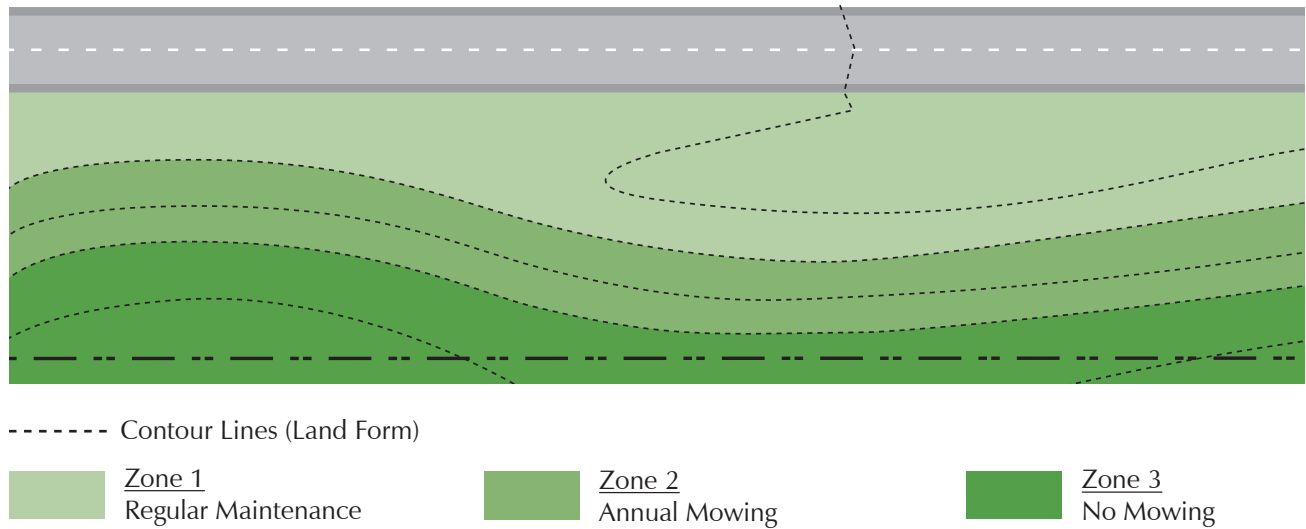 Contour Lines (Land Form)
Zone 1
Regular Maintenance
Zone 2
Annual Mowing
Zone 3
No Mowing